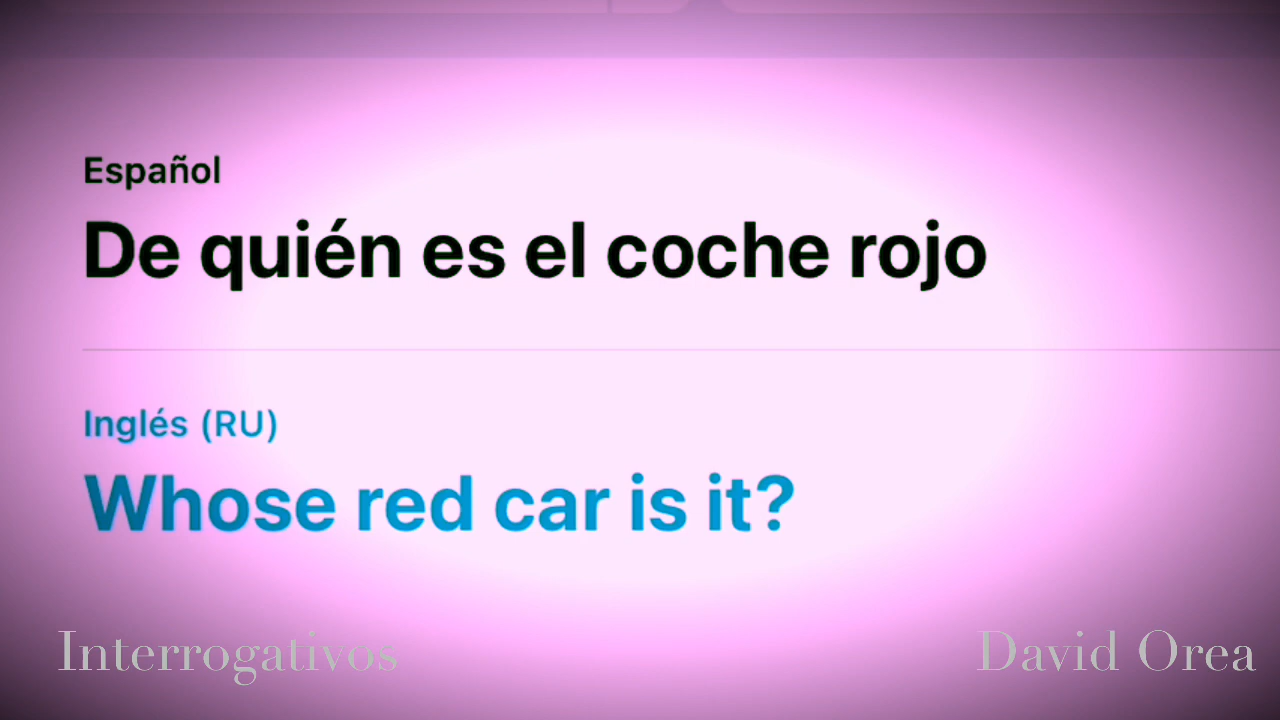 Español
De quién es el coche rojo
Inglés (RU)
Whose red car is it?
Interrogativos
David Orea